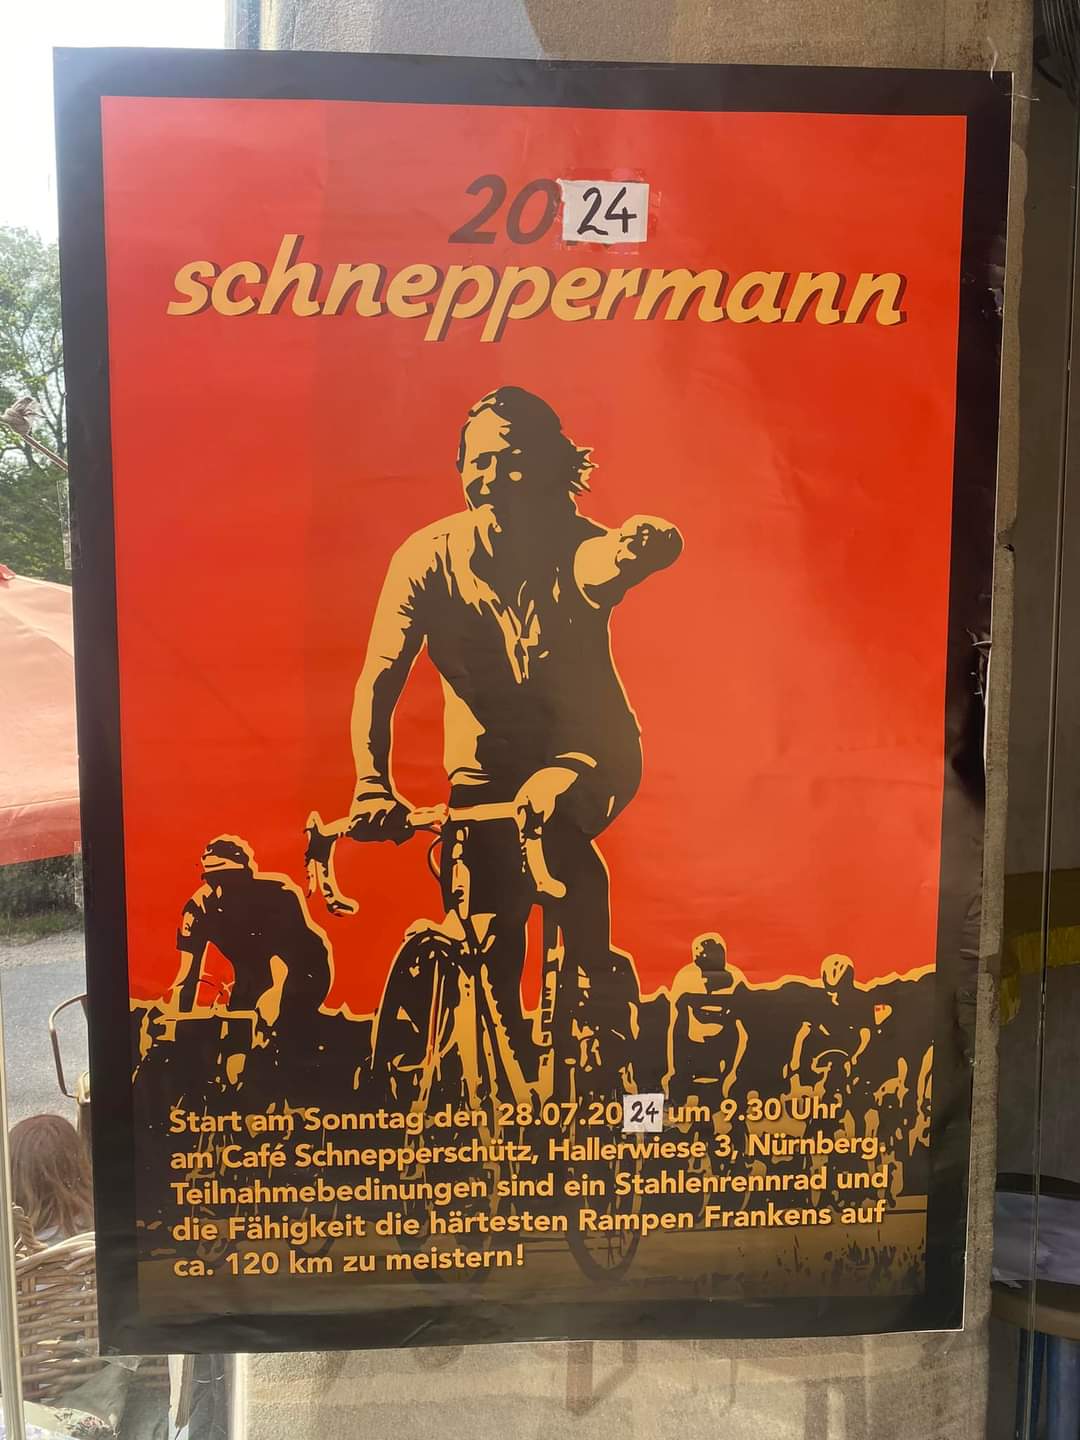 2024
schneppermann
Start am Sonntag den 28.07.2024 um 9.30 Uhr
am Café Schnepperschütz, Hallerwiese 3, Nürnberg.
Teilnahmebedinungen sind ein Stahlenrennrad und
die Fähigkeit die härtesten Rampen Frankens auf
ca. 120 km zu meistern!